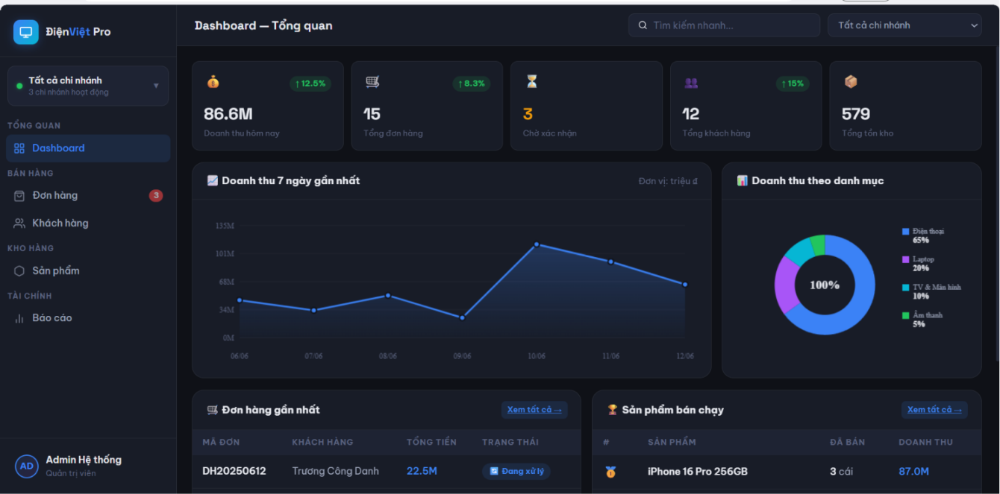 ĐiệnViệt Pro
Tất cả chi nhánh
3 chi nhánh hoạt động
TỔNG QUAN
Dashboard
BÁN HÀNG
Đơn hàng 3
Khách hàng
KHO HÀNG
Sản phẩm
TÀI CHÍNH
Báo cáo
AD
Admin Hệ thống
Quản trị viên
Dashboard — Tổng quan
Tìm kiếm nhanh...
Tất cả chi nhánh
↑ 12.5%
86.6M
Doanh thu hôm nay
↑ 8.3%
15
Tổng đơn hàng
3
Chờ xác nhận
↑ 15%
12
Tổng khách hàng
579
Tổng tồn kho
Doanh thu 7 ngày gần nhất
Đơn vị: triệu đ
135M
101M
68M
34M
0M
06/06 07/06 08/06 09/06 10/06 11/06 12/06
Doanh thu theo danh mục
100%
Điện thoại
65%
Laptop
20%
TV & Màn hình
10%
Âm thanh
5%
Đơn hàng gần nhất
Xem tất cả →
MÃ ĐƠN KHÁCH HÀNG TỔNG TIỀN TRẠNG THÁI
DH20250612 Trương Công Danh 22.5M Đang xử lý
Sản phẩm bán chạy
Xem tất cả →
# SẢN PHẨM ĐÃ BÁN DOANH THU
1 iPhone 16 Pro 256GB 3 cái 87.0M